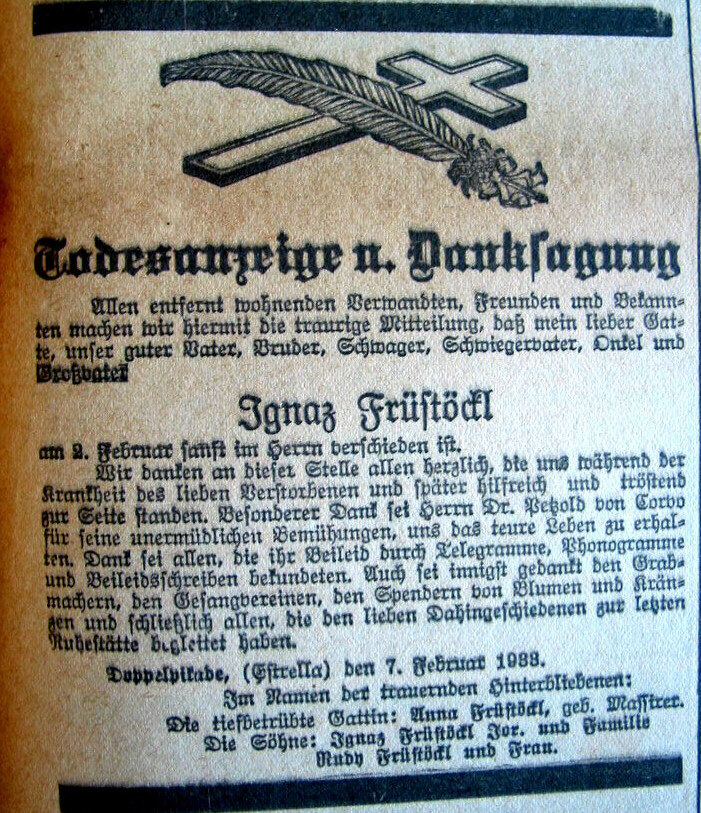 Todesanzeige u. Danksagung
Allen entfernt wohnenden Verwandten, Freunden und Bekann-
ten machen wir hiermit die traurige Mitteilung, daß mein lieber Gat-
te, unser guter Vater, Bruder, Schwager, Schwiegervater, Onkel und
Großvater
Ignaz Früstöckl
am 2. Februar sanft im Herrn verschieden ist.
Wir danken an dieser Stelle allen herzlich, die uns während der
Krankheit des lieben Verstorbenen und später hilfreich und tröstend
zur Seite standen. Besonderer Dank sei Herrn Dr. Petzold von Corvo
für seine unermüdlichen Bemühungen, uns das teure Leben zu erhal-
ten. Dank sei allen, die ihr Beileid durch Telegramme, Phonogramme
und Beileidsschreiben bekundeten. Auch sei innigst gedankt den Grab-
machern, den Gesangvereinen, den Spendern von Blumen und Krän-
zen und schließlich allen, die den lieben Dahingeschiedenen zur letzten
Ruhestätte begleitet haben.
Doppelpikade, (Estrella) den 7. Februar 1938.
Im Namen der trauernden Hinterbliebenen:
Die tiefbetrübte Gattin: Anna Früstöckl, geb. Massirer.
Die Söhne: Ignaz Früstöckl Jor. und Familie
Rudy Früstöckl und Frau.